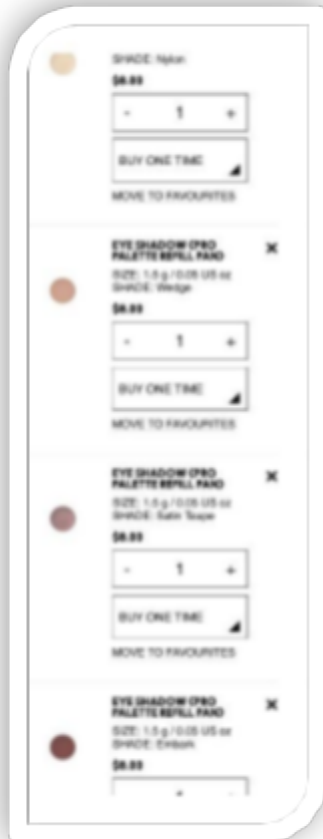 SHADE: Nylon
- 1 +
BUY ONE TIME
MOVE TO FAVOURITES
EYE SHADOW (PRO
PALETTE REFILL PAN)
SIZE: 1.5 g / 0.05 US oz
SHADE: Wedge
- 1 +
BUY ONE TIME
MOVE TO FAVOURITES
EYE SHADOW (PRO
PALETTE REFILL PAN)
SIZE: 1.5 g / 0.05 US oz
SHADE: Satin Taupe
- 1 +
BUY ONE TIME
MOVE TO FAVOURITES
EYE SHADOW (PRO
PALETTE REFILL PAN)
SIZE: 1.5 g / 0.05 US oz
SHADE: Embark